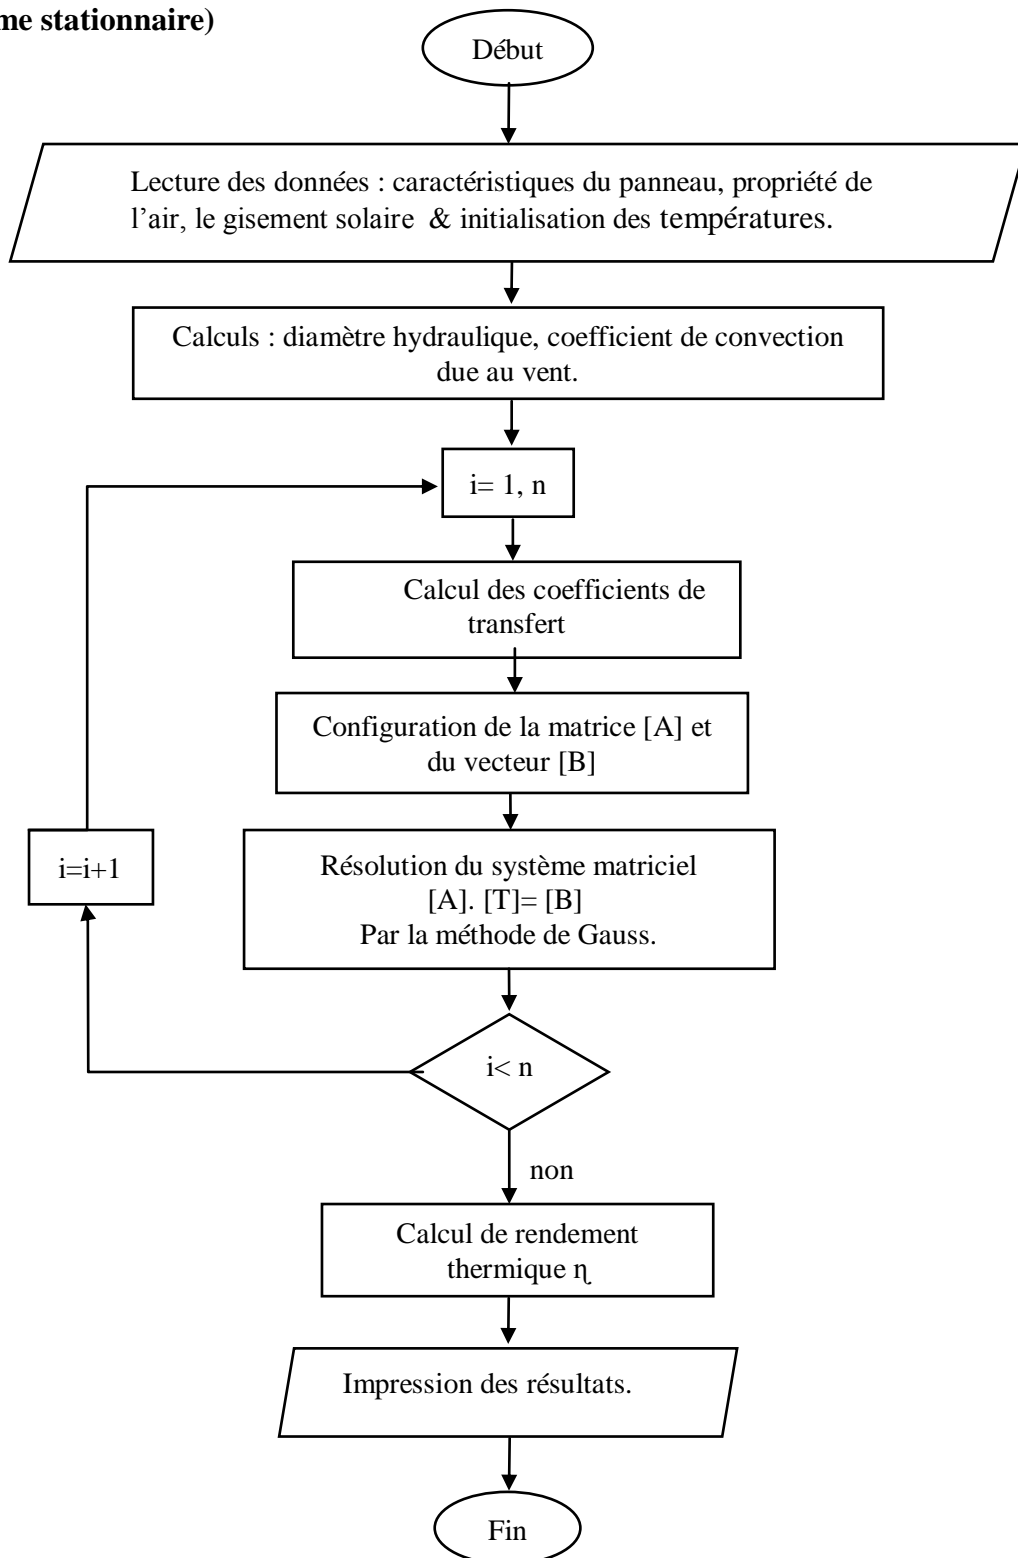 me stationnaire)
Début
Lecture des données : caractéristiques du panneau, propriété de
l’air, le gisement solaire & initialisation des températures.
Calculs : diamètre hydraulique, coefficient de convection
due au vent.
i= 1, n
Calcul des coefficients de
transfert
Configuration de la matrice [A] et
du vecteur [B]
i=i+1
Résolution du système matriciel
[A]. [T]= [B]
Par la méthode de Gauss.
i< n
non
Calcul de rendement
thermique η
Impression des résultats.
Fin